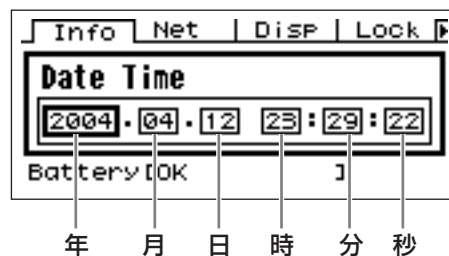 Info Net Disp Lock
Date Time
2004.04.12 23:29:22
Battery[OK ]
年 月 日 時 分 秒